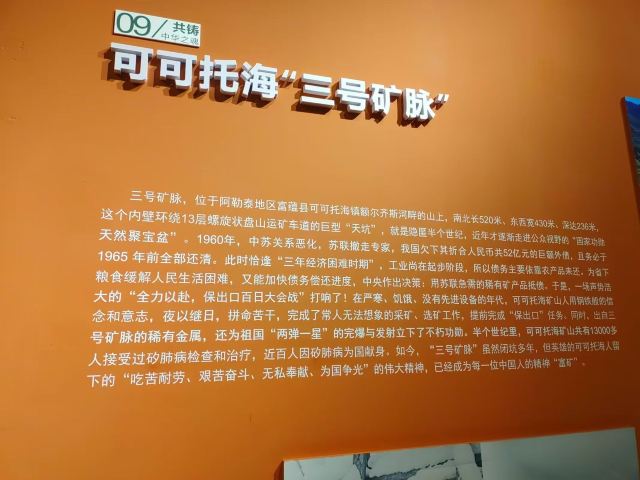 09/
共铸
中华之魂
可可托海“三号矿脉”
三号矿脉，位于阿勒泰地区富蕴县可可托海镇额尔齐斯河畔的山上，南北长520米、东西宽430米、深达236米，
这个内壁环绕13层螺旋状盘山运矿车道的巨型“天坑”，就是隐匿半个世纪，近年才逐渐走进公众视野的“国家功勋
天然聚宝盆”。1960年，中苏关系恶化，苏联撤走专家，我国欠下其折合人民币共52亿元的巨额外债，且务必于
1965 年前全部还清。此时恰逢“三年经济困难时期”，工业尚在起步阶段，所以债务主要依靠农产品来还，为省下
粮食缓解人民生活困难，又能加快债务偿还进度，中央作出决策：用苏联急需的稀有矿产品抵债。于是，一场声势浩
大的“全力以赴，保出口百日大会战”打响了！在严寒、饥饿、没有先进设备的年代，可可托海矿山人用钢铁般的信
念和意志，夜以继日，拼命苦干，完成了常人无法想象的采矿、选矿工作，提前完成“保出口”任务。同时，出自三
号矿脉的稀有金属，还为祖国“两弹一星”的完爆与发射立下了不朽功勋。半个世纪里，可可托海矿山共有13000多
人接受过矽肺病检查和治疗，近百人因矽肺病为国献身。如今，“三号矿脉”虽然闭坑多年，但英雄的可可托海人留
下的“吃苦耐劳、艰苦奋斗、无私奉献、为国争光”的伟大精神，已经成为每一位中国人的精神“富矿”。